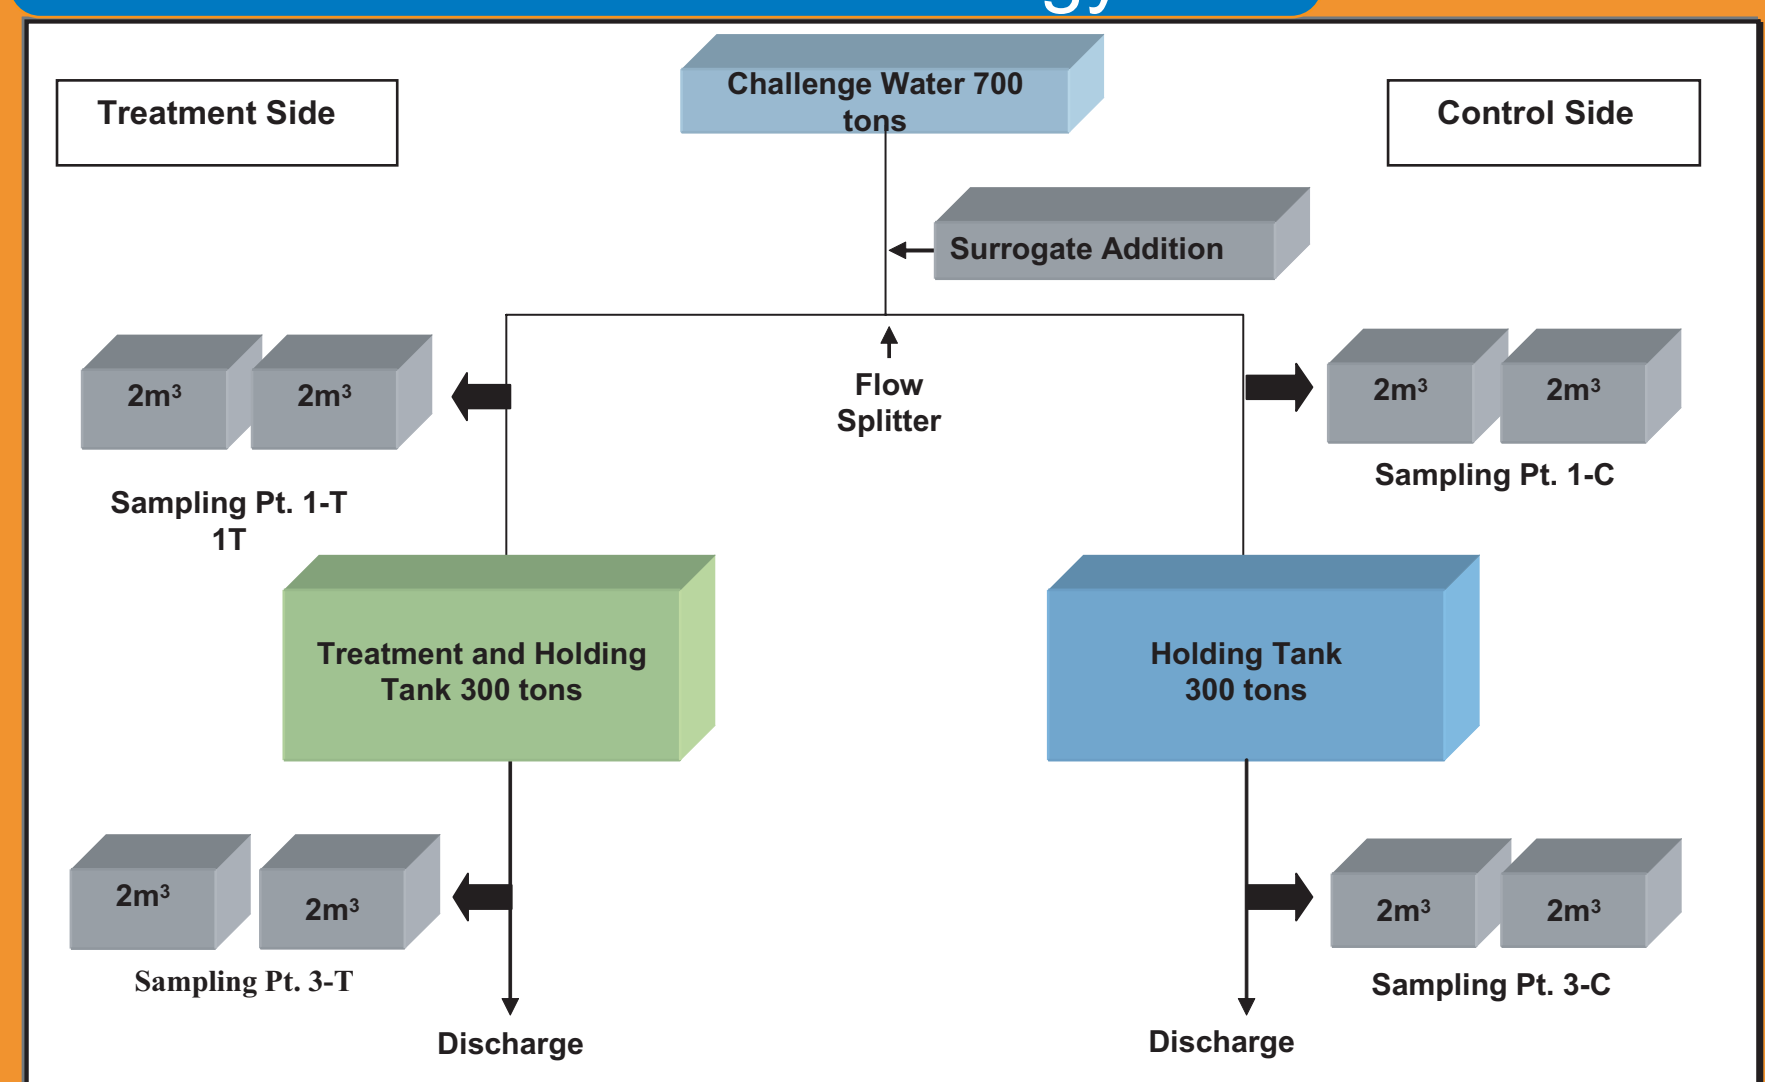 Treatment Side
Challenge Water 700
tons
Control Side
Surrogate Addition
Flow
Splitter
2m³ 2m³
Sampling Pt. 1-T
1T
2m³ 2m³
Sampling Pt. 1-C
Treatment and Holding
Tank 300 tons
Holding Tank
300 tons
2m³ 2m³
Sampling Pt. 3-T
2m³ 2m³
Sampling Pt. 3-C
Discharge
Discharge